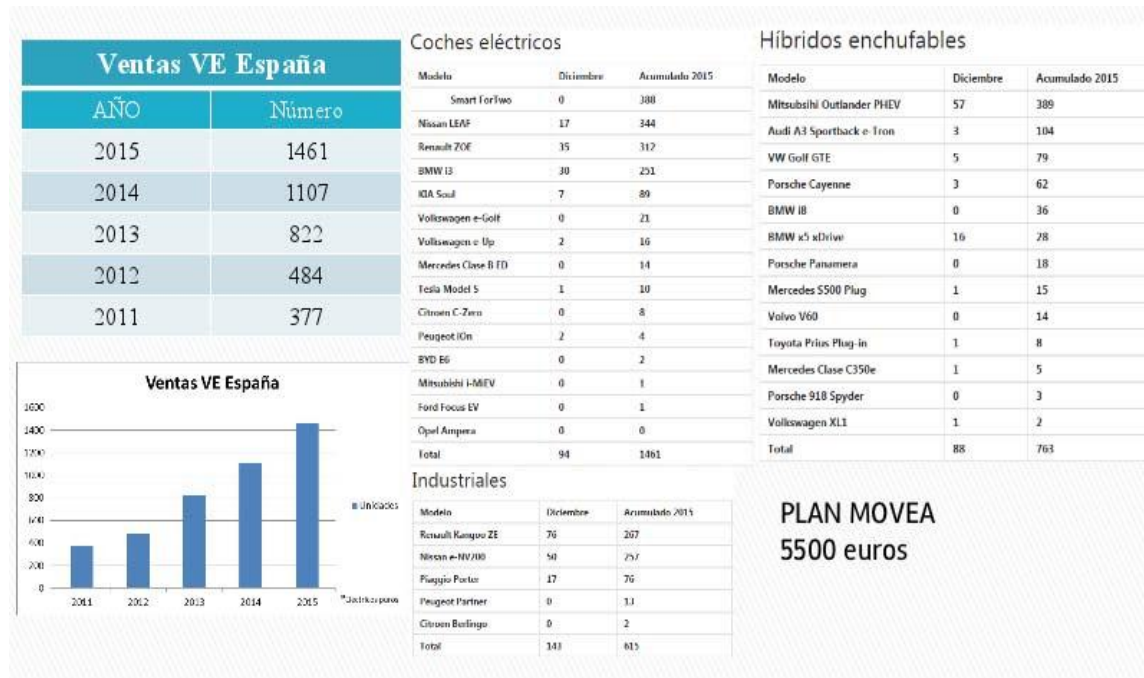 Ventas VE España
AÑO Número
2015 1461
2014 1107
2013 822
2012 484
2011 377
Ventas VE España
1600
1400
1200
1000
800
600
400
200
0
2011 2012 2013 2014 2015
Unidades
*Eléctricos puros
Coches eléctricos
Modelo Diciembre Acumulado 2015
Smart ForTwo 0 388
Nissan LEAF 17 344
Renault ZOE 35 312
BMW i3 30 251
KIA Soul 7 89
Volkswagen e-Golf 0 21
Volkswagen e-Up 2 16
Mercedes Clase B ED 0 14
Tesla Model S 1 10
Citroen C-Zero 0 8
Peugeot iOn 2 4
BYD E6 0 2
Mitsubishi i-MiEV 0 1
Ford Focus EV 0 1
Opel Ampera 0 0
Total 94 1461
Industriales
Modelo Diciembre Acumulado 2015
Renault Kangoo ZE 76 267
Nissan e-NV200 50 257
Piaggio Porter 17 76
Peugeot Partner 0 13
Citroen Berlingo 0 2
Total 143 615
Híbridos enchufables
Modelo Diciembre Acumulado 2015
Mitsubsihi Outlander PHEV 57 389
Audi A3 Sportback e-Tron 3 104
VW Golf GTE 5 79
Porsche Cayenne 3 62
BMW i8 0 36
BMW x5 xDrive 16 28
Porsche Panamera 0 18
Mercedes S500 Plug 1 15
Volvo V60 0 14
Toyota Prius Plug-in 1 8
Mercedes Clase C350e 1 5
Porsche 918 Spyder 0 3
Volkswagen XL1 1 2
Total 88 763
PLAN MOVEA
5500 euros